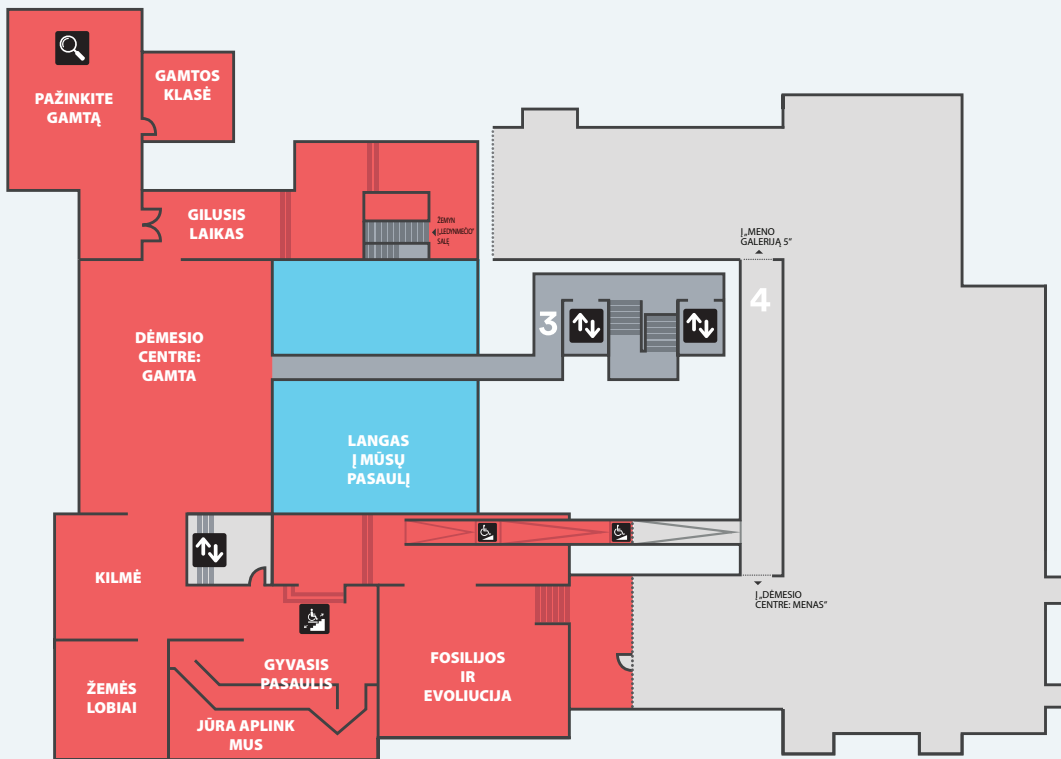 PAŽINKITE
GAMTĄ
GAMTOS
KLASĖ
GILUSIS
LAIKAS
ŽEMYN
Į „LEDYNMEČIO“
SALĘ
Į „MENO
GALERIJĄ 5“
DĖMESIO
CENTRE:
GAMTA
3
4
LANGAS
Į MŪSŲ
PASAULĮ
KILMĖ
Į „DĖMESIO
CENTRE: MENAS“
GYVASIS
PASAULIS
FOSILIJOS
IR
EVOLIUCIJA
ŽEMĖS
LOBIAI
JŪRA APLINK
MUS